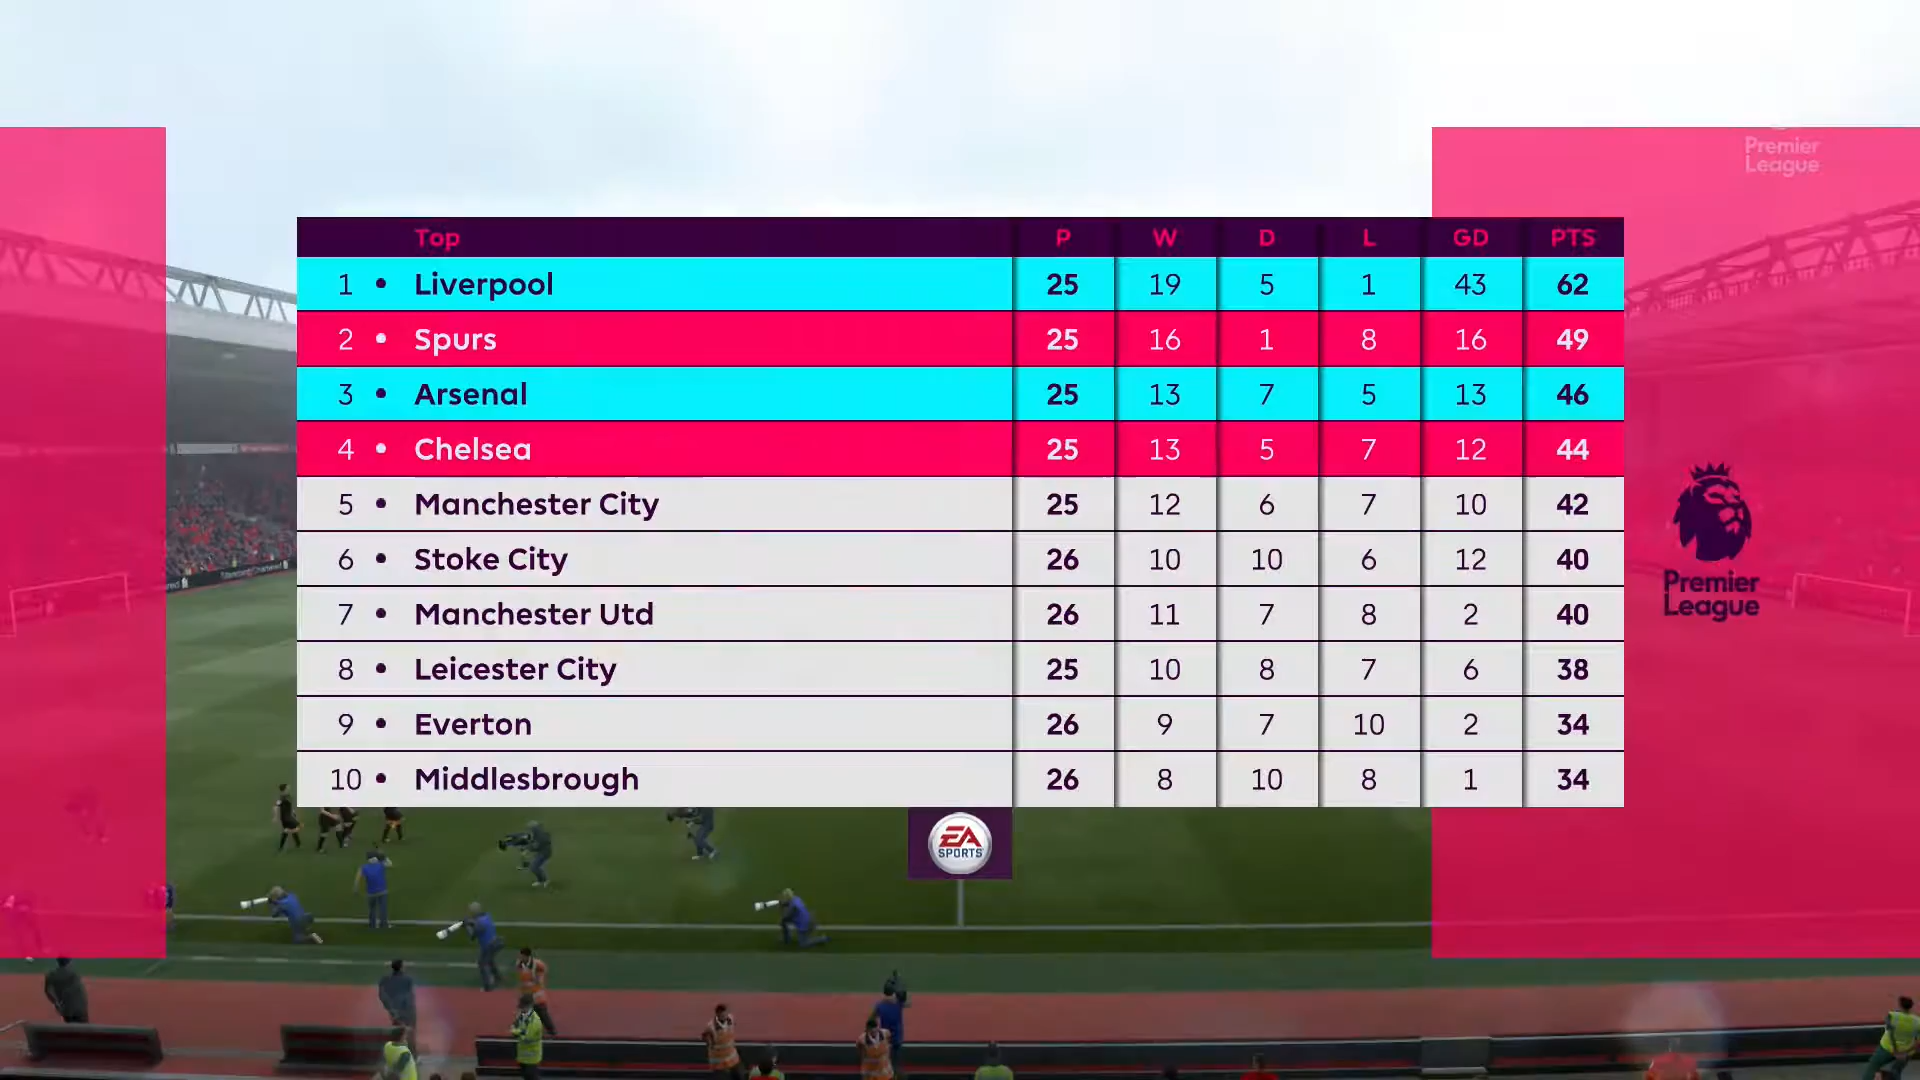 Premier
League
Top P W D L GD PTS
1 • Liverpool 25 19 5 1 43 62
2 • Spurs 25 16 1 8 16 49
3 • Arsenal 25 13 7 5 13 46
4 • Chelsea 25 13 5 7 12 44
5 • Manchester City 25 12 6 7 10 42
6 • Stoke City 26 10 10 6 12 40
7 • Manchester Utd 26 11 7 8 2 40
8 • Leicester City 25 10 8 7 6 38
9 • Everton 26 9 7 10 2 34
10 • Middlesbrough 26 8 10 8 1 34
Premier
League
EA
SPORTS